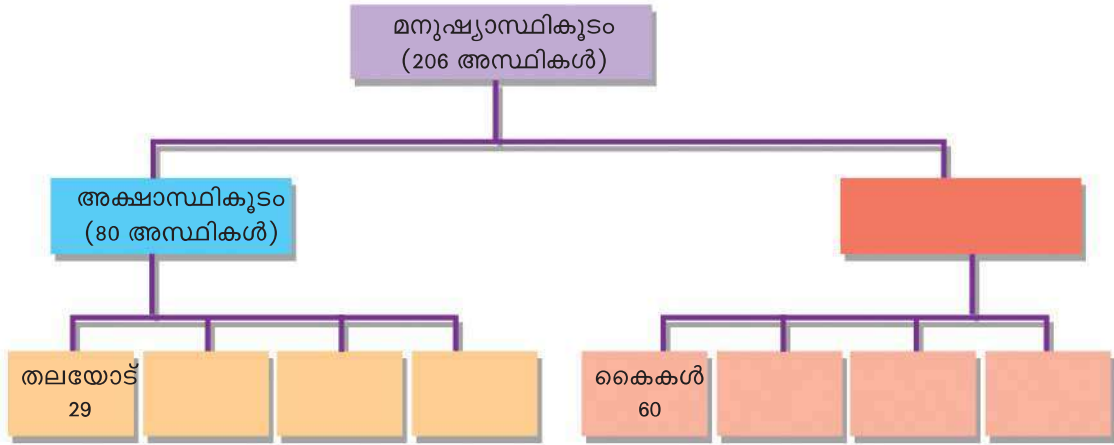 മനുഷ്യാസ്ഥികൂടം
(206 അസ്ഥികൾ)
അക്ഷാസ്ഥികൂടം
(80 അസ്ഥികൾ)
തലയോട്
29
കൈകൾ
60